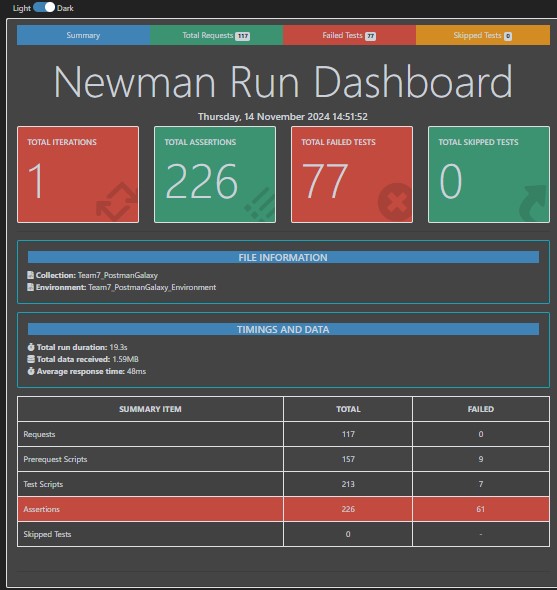 Light Dark
Summary Total Requests 117 Failed Tests 77 Skipped Tests 0
Newman Run Dashboard
Thursday, 14 November 2024 14:51:52
TOTAL ITERATIONS TOTAL ASSERTIONS TOTAL FAILED TESTS TOTAL SKIPPED TESTS
1 226 77 0
FILE INFORMATION
Collection: Team7_PostmanGalaxy
Environment: Team7_PostmanGalaxy_Environment
TIMINGS AND DATA
Total run duration: 19.3s
Total data received: 1.59MB
Average response time: 48ms
SUMMARY ITEM TOTAL FAILED
Requests 117 0
Prerequest Scripts 157 9
Test Scripts 213 7
Assertions 226 61
Skipped Tests 0 -